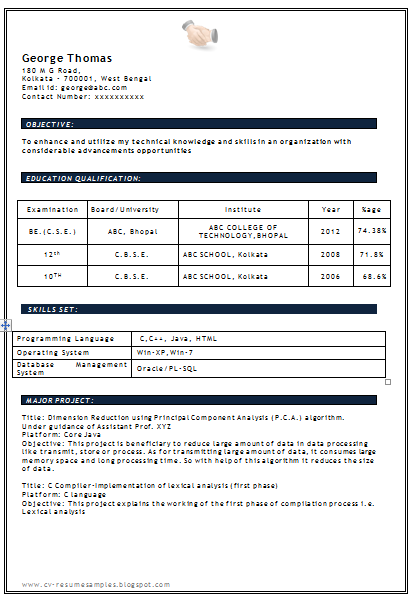 George Thomas
180 M G Road,
Kolkata - 700001, West Bengal
Email id: george@abc.com
Contact Number: xxxxxxxxxx
OBJECTIVE:
To enhance and utilize my technical knowledge and skills in an organization with
considerable advancements opportunities
EDUCATION QUALIFICATION:
Examination Board/University Institute Year %age
BE.(C.S.E.) ABC, Bhopal ABC COLLEGE OF TECHNOLOGY,BHOPAL 2012 74.38%
12th C.B.S.E. ABC SCHOOL, Kolkata 2008 71.8%
10TH C.B.S.E. ABC SCHOOL, Kolkata 2006 68.6%
SKILLS SET:
Programming Language C,C++, Java, HTML
Operating System Win-XP,Win-7
Database Management System Oracle/PL-SQL
MAJOR PROJECT:
Title: Dimension Reduction using Principal Component Analysis (P.C.A.) algorithm.
Under guidance of Assistant Prof. XYZ
Platform: Core Java
Objective: This project is beneficiary to reduce large amount of data in data processing
like transmit, store or process. As for transmitting large amount of data, it consumes large
memory space and long processing time. So with help of this algorithm it reduces the size
of data.
Title: C Compiler-Implementation of lexical analysis (first phase)
Platform: C language
Objective: This project explains the working of the first phase of compilation process i.e.
Lexical analysis
www.cv-resumesamples.blogspot.com